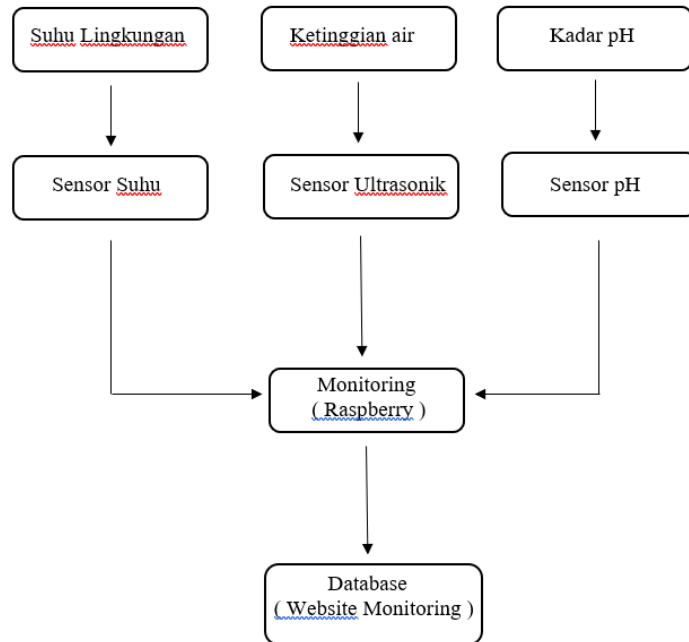 Suhu Lingkungan
Ketinggian air
Kadar pH
Sensor Suhu
Sensor Ultrasonik
Sensor pH
Monitoring
( Raspberry )
Database
( Website Monitoring )